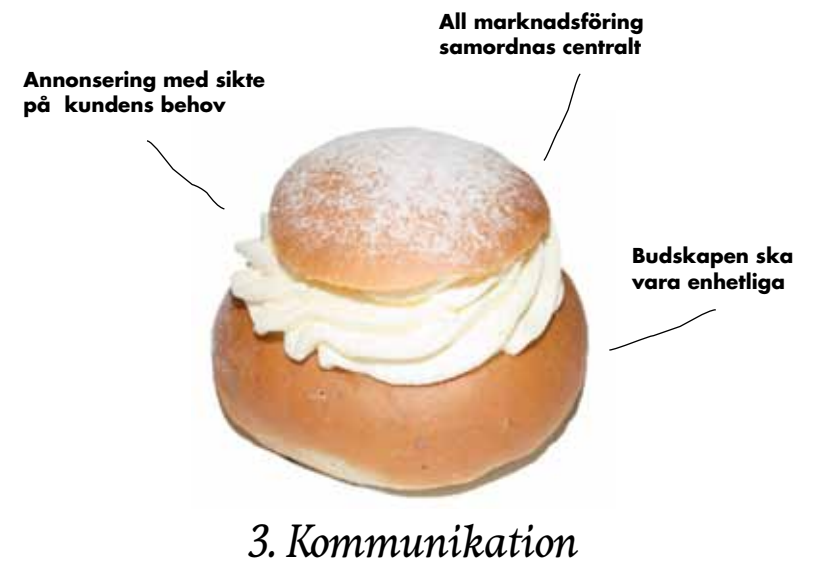 All marknadsföring
samordnas centralt
Annonsering med sikte
på kundens behov
Budskapen ska
vara enhetliga
3. Kommunikation